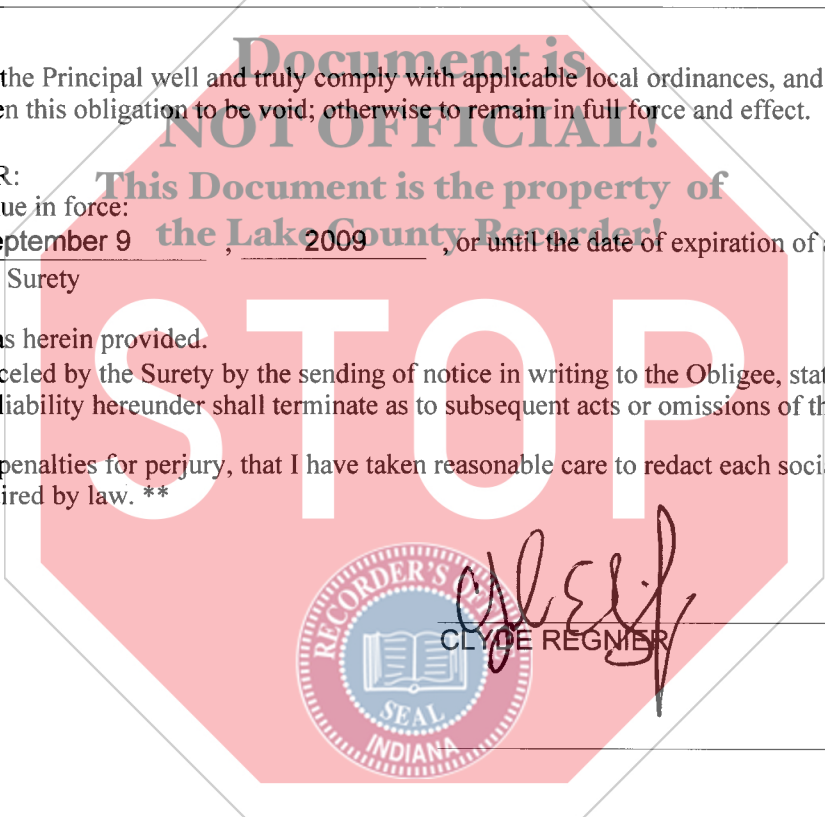 Document is
the Principal well and truly comply with applicable local ordinances, and
en this obligation to be void; otherwise to remain in full force and effect.
NOT OFFICIAL!
R:
This Document is the property of
ue in force:
eptember 9 , 2009 , or until the date of expiration of a
the Lake County Recorder!
Surety
STOP
as herein provided.
celed by the Surety by the sending of notice in writing to the Obligee, stat
liability hereunder shall terminate as to subsequent acts or omissions of th
penalties for perjury, that I have taken reasonable care to redact each soci
ired by law. **
RECORDER'S OFFICE
SEAL
INDIANA
CLYDE REGNIER